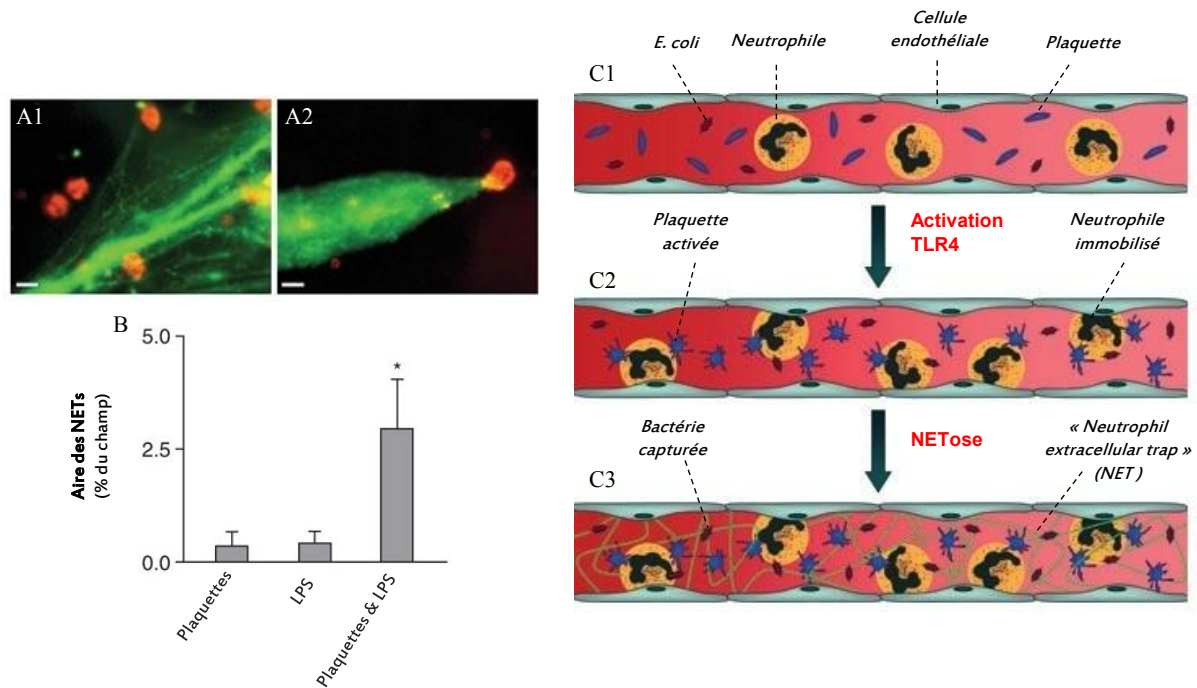 A1
A2
B
5.0
2.5
0.0
Aire des NETs
(% du champ)
*
Plaquettes
LPS
Plaquettes & LPS
E. coli
Neutrophile
Cellule
endothéliale
Plaquette
C1
Plaquette
activée
Activation
TLR4
Neutrophile
immobilisé
C2
Bactérie
capturée
NETose
« Neutrophil
extracellular trap »
(NET )
C3